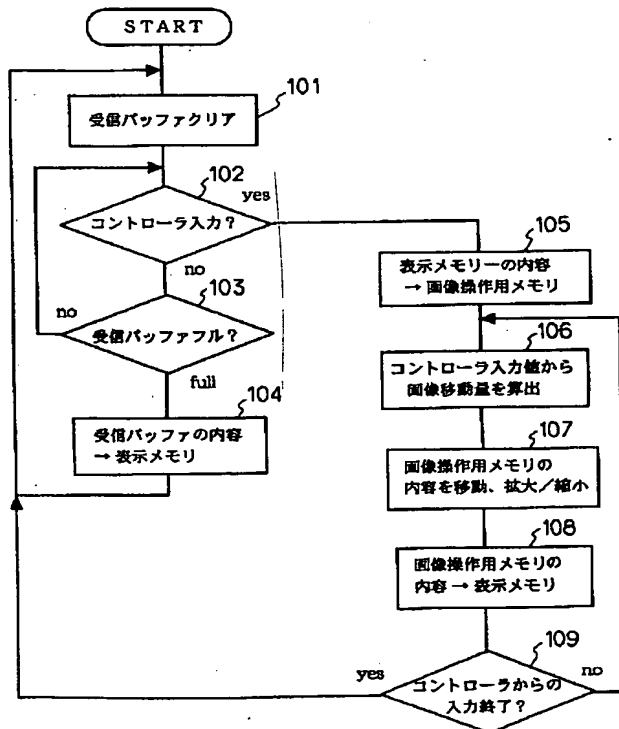 START
101
受信バッファクリア
102
yes
コントローラ入力?
no
103
no
受信バッファフル?
full
104
受信バッファの内容
→ 表示メモリ
105
表示メモリーの内容
→ 画像操作用メモリ
106
コントローラ入力値から
画像移動量を算出
107
画像操作用メモリの
内容を移動、拡大/縮小
108
画像操作用メモリの
内容 → 表示メモリ
109
yes
no
コントローラからの
入力終了?